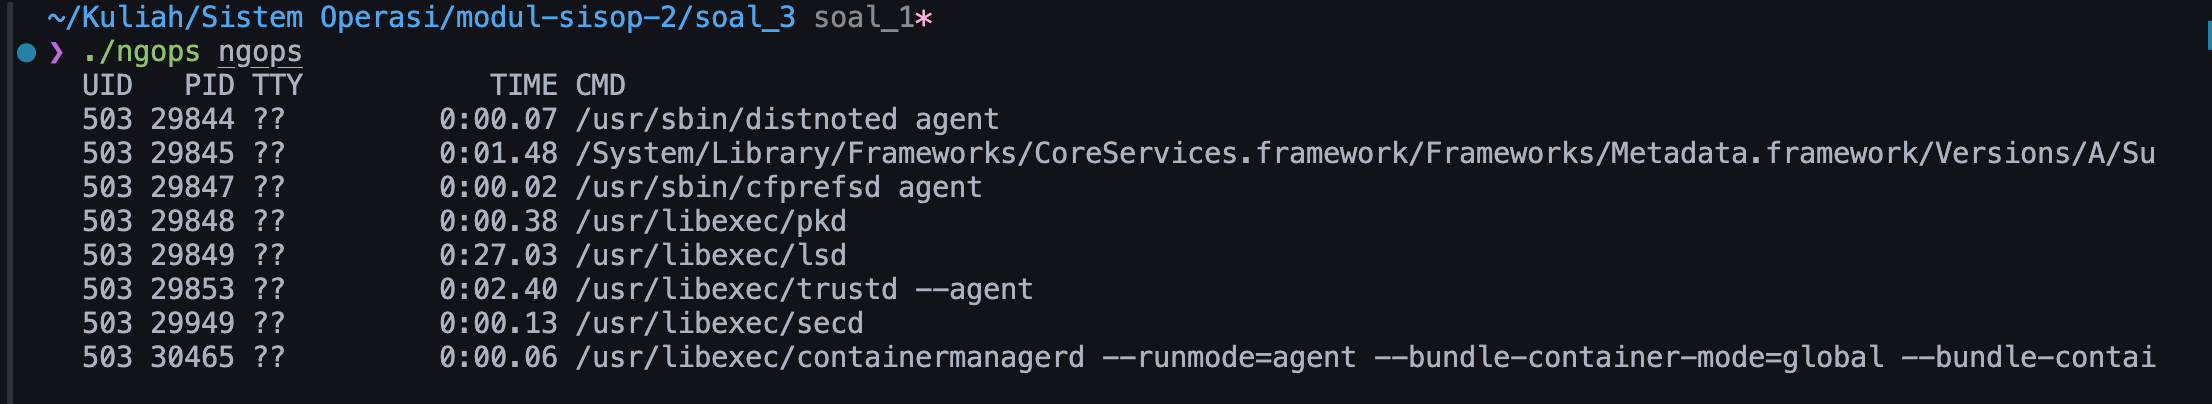 ~/Kuliah/Sistem Operasi/modul-sisop-2/soal_3 soal_1*
❯ ./ngops ngops
UID   PID TTY           TIME CMD
503 29844 ??         0:00.07 /usr/sbin/distnoted agent
503 29845 ??         0:01.48 /System/Library/Frameworks/CoreServices.framework/Frameworks/Metadata.framework/Versions/A/Su
503 29847 ??         0:00.02 /usr/sbin/cfprefsd agent
503 29848 ??         0:00.38 /usr/libexec/pkd
503 29849 ??         0:27.03 /usr/libexec/lsd
503 29853 ??         0:02.40 /usr/libexec/trustd --agent
503 29949 ??         0:00.13 /usr/libexec/secd
503 30465 ??         0:00.06 /usr/libexec/containermanagerd --runmode=agent --bundle-container-mode=global --bundle-contai